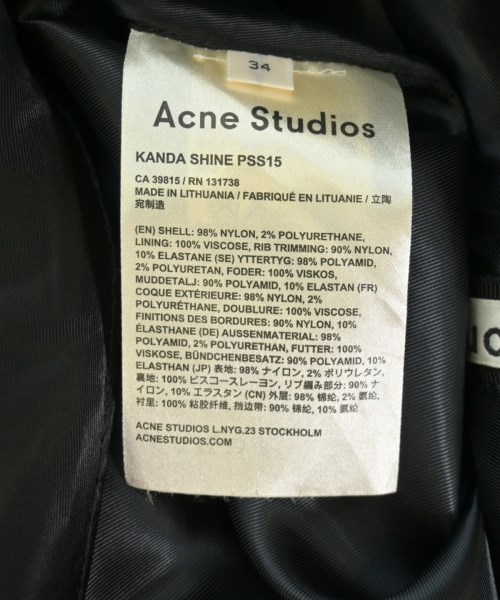 34
Acne Studios
KANDA SHINE PSS15
CA 39815 / RN 131738
MADE IN LITHUANIA / FABRIQUÉ EN LITUANIE / 立陶
宛制造
(EN) SHELL: 98% NYLON, 2% POLYURETHANE,
LINING: 100% VISCOSE, RIB TRIMMING: 90% NYLON,
10% ELASTANE (SE) YTTERTYG: 98% POLYAMID,
2% POLYURETAN, FODER: 100% VISKOS,
MUDDETALJ: 90% POLYAMID, 10% ELASTAN (FR)
COQUE EXTÉRIEURE: 98% NYLON, 2%
POLYURÉTHANE, DOUBLURE: 100% VISCOSE,
FINITIONS DES BORDURES: 90% NYLON, 10%
ÉLASTHANE (DE) AUSSENMATERIAL: 98%
POLYAMID, 2% POLYURETHAN, FUTTER: 100%
VISKOSE, BÜNDCHENBESATZ: 90% POLYAMID, 10%
ELASTHAN (JP) 表地: 98% ナイロン, 2% ポリウレタン,
裏地: 100% ビスコースレーヨン, リブ編み部分: 90% ナ
イロン, 10% エラスタン (CN) 外层: 98% 锦纶, 2% 氨纶,
衬里: 100% 粘胶纤维, 挡边带: 90% 锦纶, 10% 氨纶
ACNE STUDIOS L.NYG.23 STOCKHOLM
ACNESTUDIOS.COM